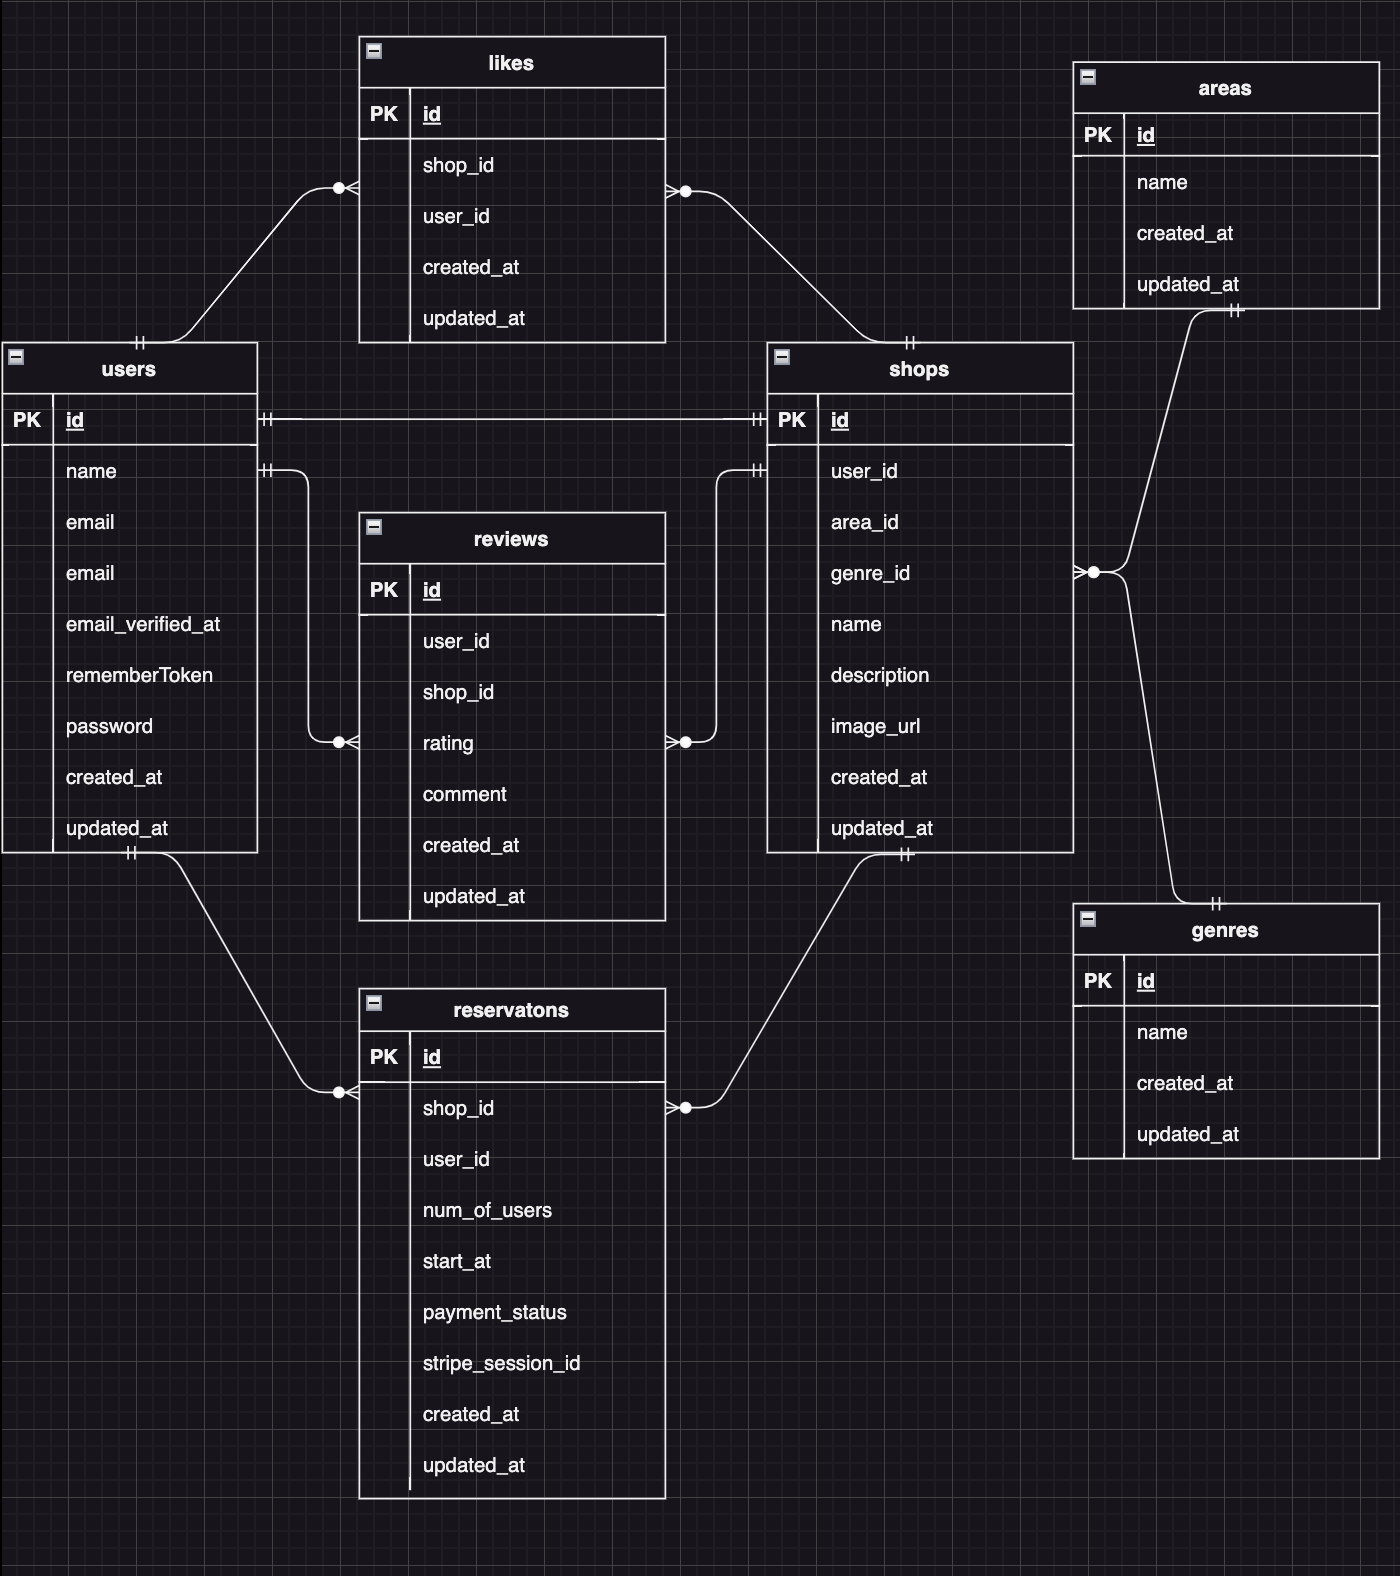 likes
PK id
shop_id
user_id
created_at
updated_at
areas
PK id
name
created_at
updated_at
users
PK id
name
email
email
email_verified_at
rememberToken
password
created_at
updated_at
shops
PK id
user_id
area_id
genre_id
name
description
image_url
created_at
updated_at
reviews
PK id
user_id
shop_id
rating
comment
created_at
updated_at
genres
PK id
name
created_at
updated_at
reservatons
PK id
shop_id
user_id
num_of_users
start_at
payment_status
stripe_session_id
created_at
updated_at